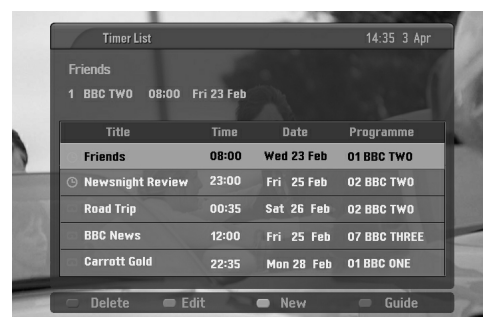 Timer List 14:35 3 Apr
Friends
1 BBC TWO 08:00 Fri 23 Feb
Title Time Date Programme
Friends 08:00 Wed 23 Feb 01 BBC TWO
Newsnight Review 23:00 Fri 25 Feb 02 BBC TWO
Road Trip 00:35 Sat 26 Feb 02 BBC TWO
BBC News 12:00 Fri 25 Feb 07 BBC THREE
Carrott Gold 22:35 Mon 28 Feb 01 BBC ONE
Delete Edit New Guide